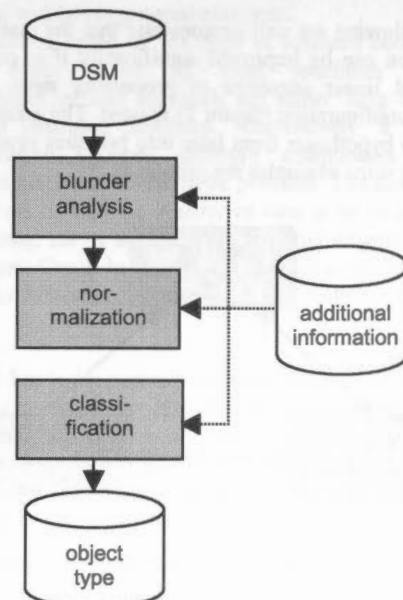 DSM
blunder
analysis
nor-
malization
additional
information
classi-
fication
object
type